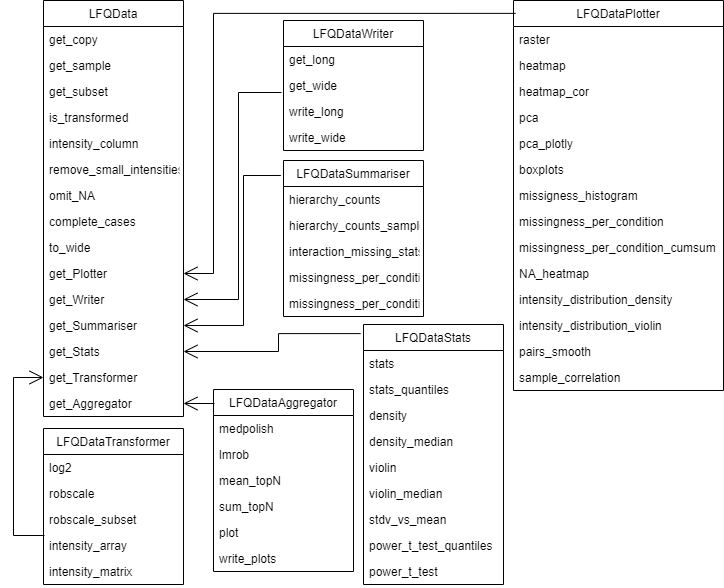 LFQData
get_copy
get_sample
get_subset
is_transformed
intensity_column
remove_small_intensities
omit_NA
complete_cases
to_wide
get_Plotter
get_Writer
get_Summariser
get_Stats
get_Transformer
get_Aggregator
LFQDataTransformer
log2
robscale
robscale_subset
intensity_array
intensity_matrix
LFQDataWriter
get_long
get_wide
write_long
write_wide
LFQDataSummariser
hierarchy_counts
hierarchy_counts_sampl
interaction_missing_stat
missingness_per_conditi
missingness_per_conditi
LFQDataAggregator
medpolish
lmrob
mean_topN
sum_topN
plot
write_plots
LFQDataStats
stats
stats_quantiles
density
density_median
violin
violin_median
stdv_vs_mean
power_t_test_quantiles
power_t_test
LFQDataPlotter
raster
heatmap
heatmap_cor
pca
pca_plotly
boxplots
missigness_histogram
missingness_per_condition
missingness_per_condition_cumsum
NA_heatmap
intensity_distribution_density
intensity_distribution_violin
pairs_smooth
sample_correlation